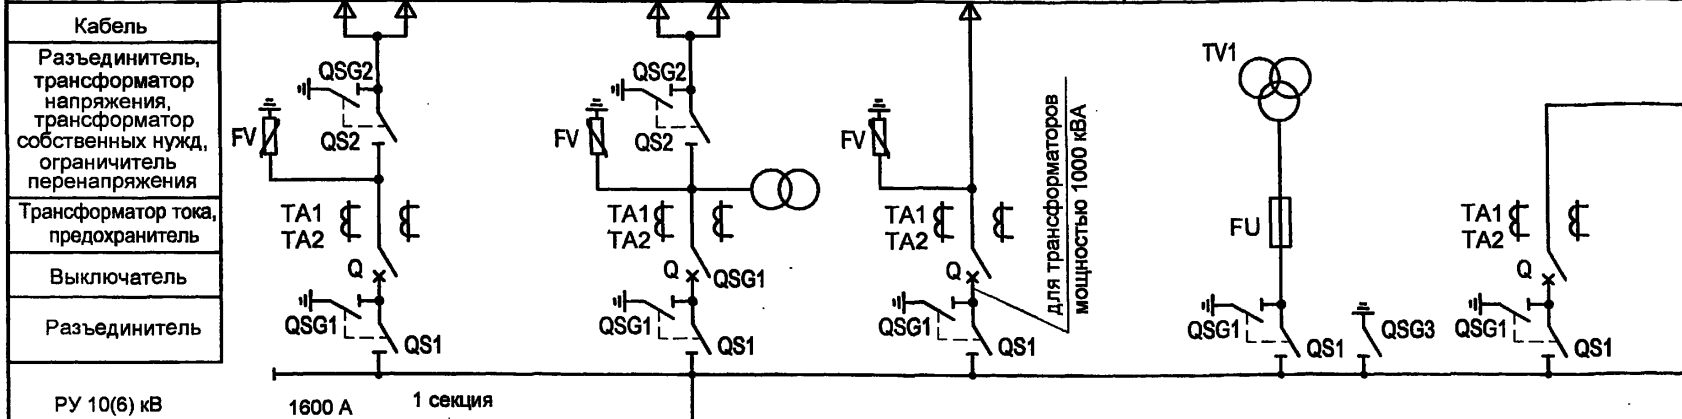 Кабель
Разъединитель,
трансформатор
напряжения,
трансформатор
собственных нужд,
ограничитель
перенапряжения
Трансформатор тока,
предохранитель
Выключатель
Разъединитель
РУ 10(6) кВ
QSG2
FV
QS2
TA1
TA2
Q
QSG1
QS1
1600 А
1 секция
QSG2
FV
QS2
TA1
TA2
Q
QSG1
QSG1
QS1
FV
TA1
TA2
Q
QSG1
QS1
для трансформаторов
мощностью 1000 кВА
TV1
FU
QSG1
QS1
QSG3
TA1
TA2
Q
QSG1
QS1